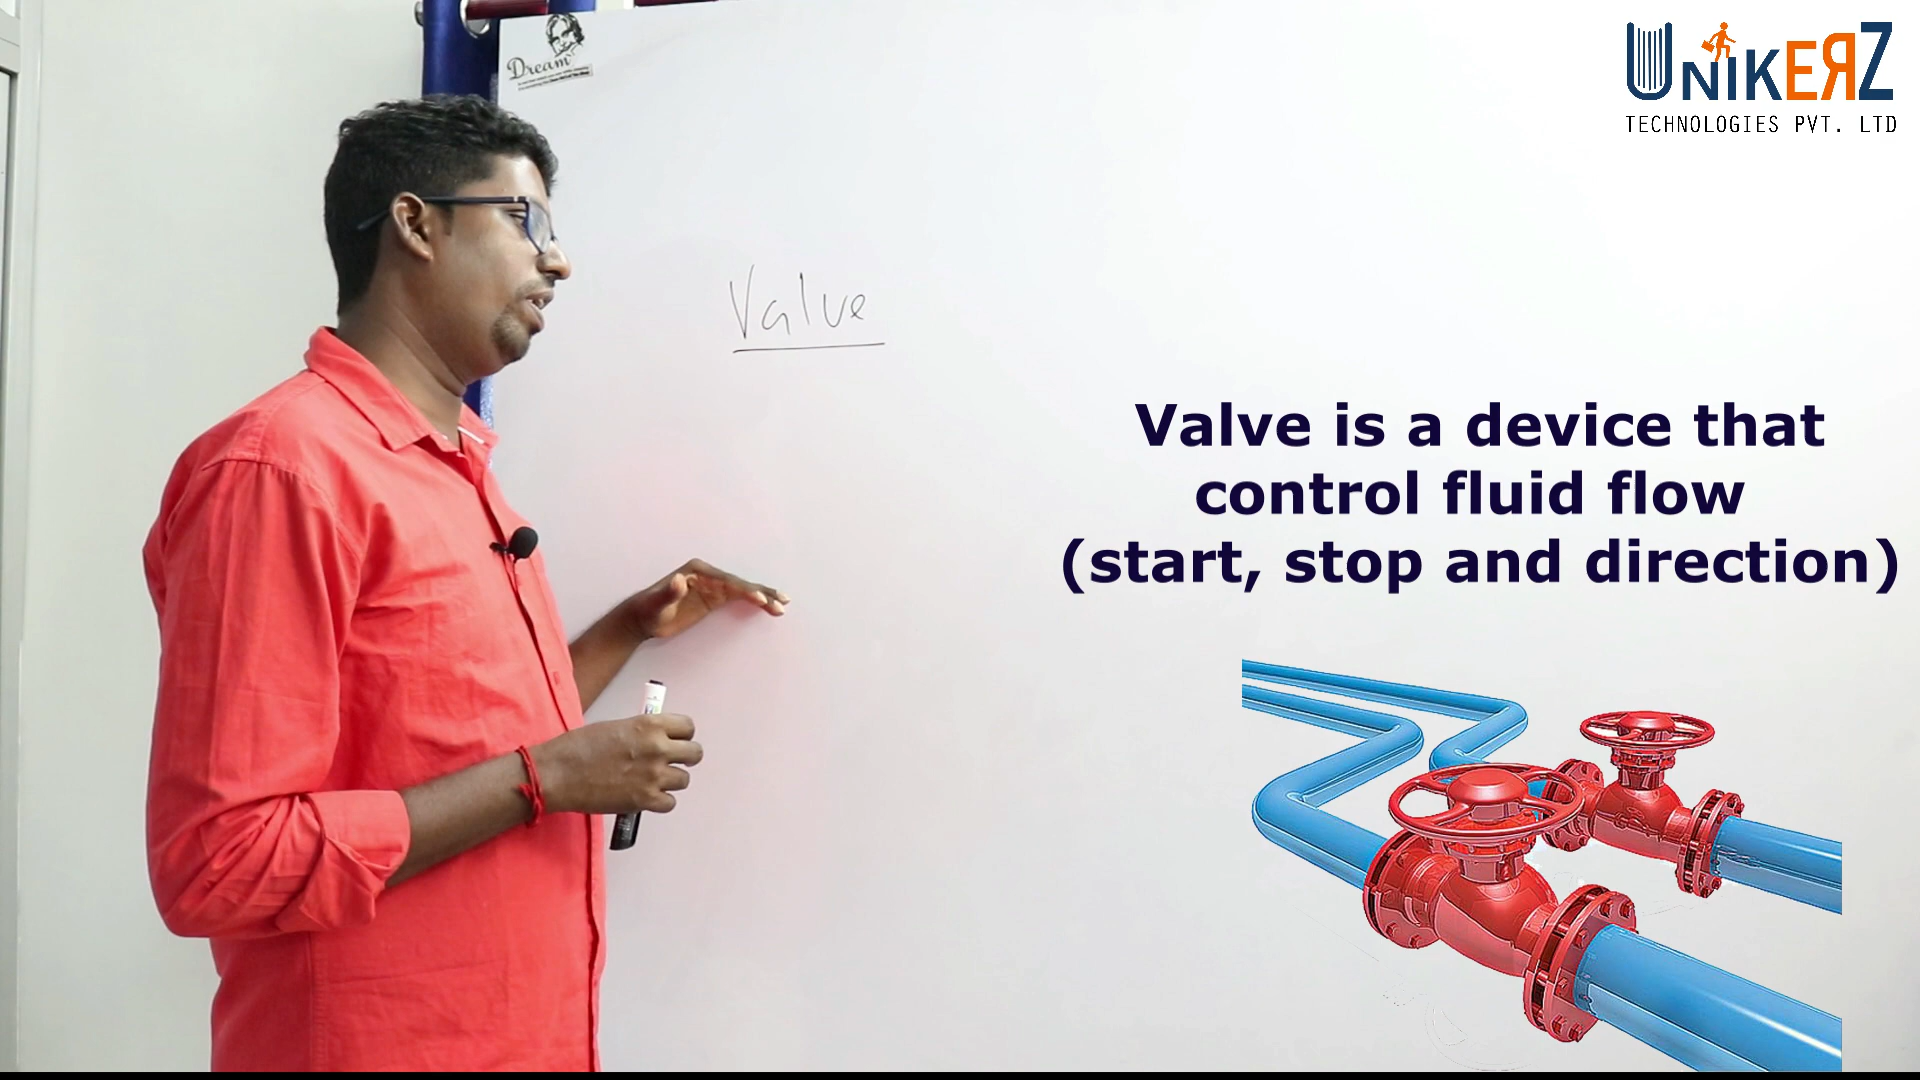 Dream
UNIKERZ
TECHNOLOGIES PVT. LTD
Valve
Valve is a device that
control fluid flow
(start, stop and direction)